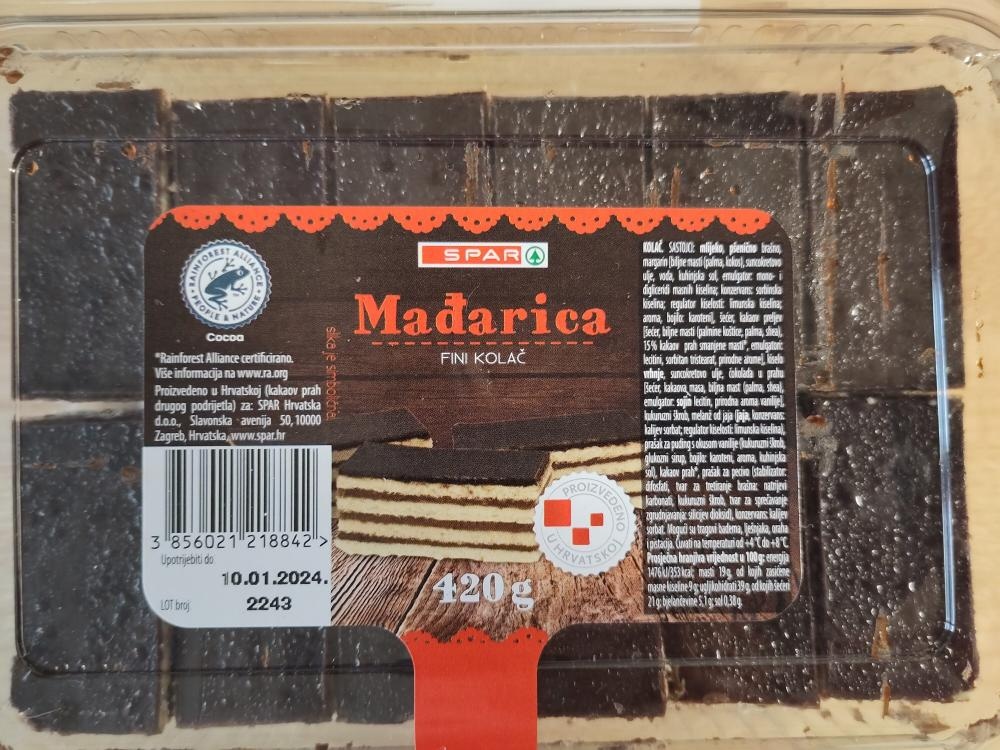 RAINFOREST ALLIANCE
PEOPLE & NATURE
Cocoa
*Rainforest Alliance certificirano.
Više informacija na www.ra.org
Proizvedeno u Hrvatskoj (kakaov prah
drugog podrijetla) za: SPAR Hrvatska
d.o.o., Slavonska avenija 50, 10000
Zagreb, Hrvatska, www.spar.hr
3 856021 218842 >
Upotrijebiti do
10.01.2024.
LOT broj
2243
SPAR
Mađarica
FINI KOLAČ
slika je simbolična
PROIZVEDENO
U HRVATSKOJ
420 g
KOLAČ. SASTOJCI: mlijeko, pšenično brašno,
margarin [biljne masti (palma, kokos), suncokretovo
ulje, voda, kuhinjska sol, emulgator: mono- i
digliceridi masnih kiselina; konzervans: sorbinska
kiselina; regulator kiselosti: limunska kiselina;
aroma, bojilo: karoteni], šećer, kakaov preljev
[šećer, biljne masti (palmine koštice, palma, shea),
15% kakaov prah smanjene masti*, emulgatori:
lecitini, sorbitan tristearat, prirodne arome], kiselo
vrhnje, suncokretovo ulje, čokolada u prahu
[šećer, kakaova masa, biljna mast (palma, shea),
emulgator: sojin lecitin, prirodna aroma vanilije],
kukuruzni škrob, melanž od jaja (jaja, konzervans:
kalijev sorbat; regulator kiselosti: limunska kiselina),
prašak za puding s okusom vanilije (kukuruzni škrob,
glukozni sirup, bojilo: karoteni, aroma, kuhinjska
sol), kakaov prah*, prašak za pecivo (stabilizator:
difosfati, tvar za tretiranje brašna: natrijevi
karbonati, kukuruzni škrob, tvar za sprečavanje
zgrudnjavanja: silicijev dioksid), konzervans: kalijev
sorbat. Mogući su tragovi badema, lješnjaka, oraha
i pistacija. Čuvati na temperaturi od +4°C do +8°C.
Prosječna hranjiva vrijednost u 100 g: energija
1476 kJ/353 kcal; masti 19 g, od kojih zasićene
masne kiseline 9 g; ugljikohidrati 39 g, od kojih šećeri
21 g; bjelančevine 5,1 g; sol 0,38 g.